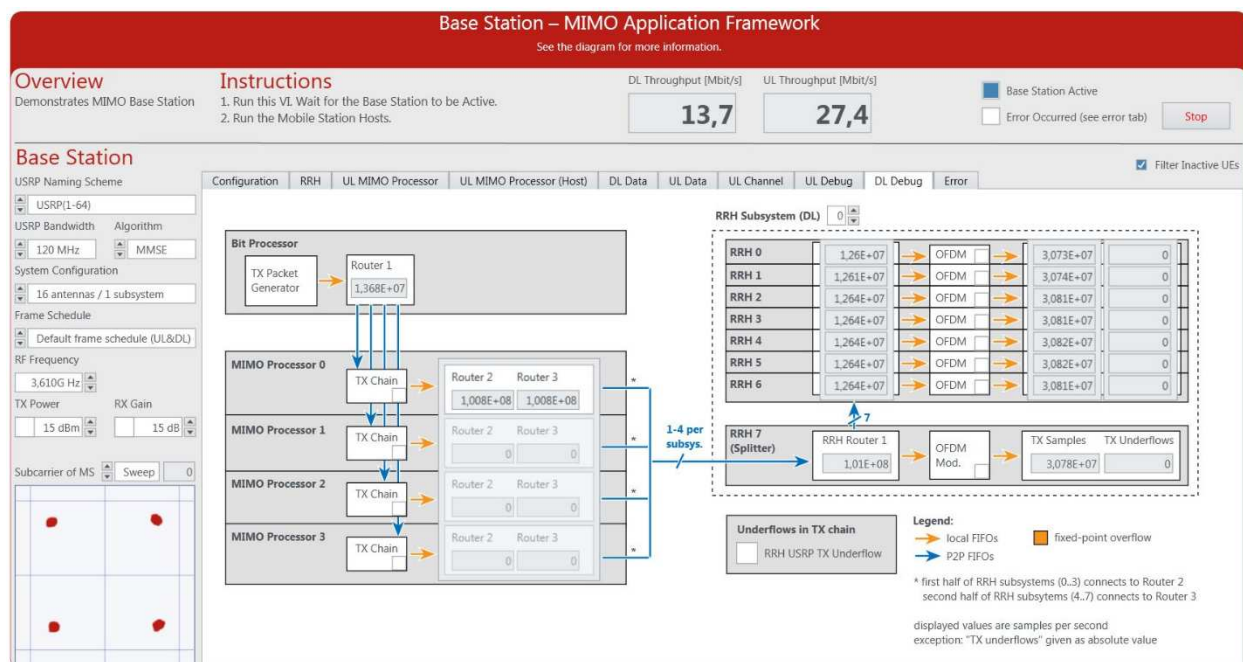 Base Station – MIMO Application Framework
See the diagram for more information.
Overview
Demonstrates MIMO Base Station
Instructions
1. Run this VI. Wait for the Base Station to be Active.
2. Run the Mobile Station Hosts.
DL Throughput [Mbit/s]
13,7
UL Throughput [Mbit/s]
27,4
Base Station Active
Error Occurred (see error tab)
Stop
Base Station
Filter Inactive UEs
USRP Naming Scheme
USRP(1-64)
USRP Bandwidth Algorithm
120 MHz MMSE
System Configuration
16 antennas / 1 subsystem
Frame Schedule
Default frame schedule (UL&DL)
RF Frequency
3,610G Hz
TX Power RX Gain
15 dBm 15 dB
Subcarrier of MS Sweep 0
Configuration RRH UL MIMO Processor UL MIMO Processor (Host) DL Data UL Data UL Channel UL Debug DL Debug Error
Bit Processor
TX Packet
Generator
Router 1
1,368E+07
MIMO Processor 0
TX Chain
Router 2 Router 3
1,008E+08 1,008E+08
*
MIMO Processor 1
TX Chain
Router 2 Router 3
0 0
*
MIMO Processor 2
TX Chain
Router 2 Router 3
0 0
*
MIMO Processor 3
TX Chain
Router 2 Router 3
0 0
*
1-4 per
subsys.
RRH Subsystem (DL) 0
RRH 0 1,26E+07 OFDM 3,073E+07 0
RRH 1 1,261E+07 OFDM 3,074E+07 0
RRH 2 1,264E+07 OFDM 3,081E+07 0
RRH 3 1,264E+07 OFDM 3,081E+07 0
RRH 4 1,264E+07 OFDM 3,082E+07 0
RRH 5 1,264E+07 OFDM 3,082E+07 0
RRH 6 1,264E+07 OFDM 3,081E+07 0
7
RRH 7
(Splitter)
RRH Router 1
1,01E+08
OFDM
Mod.
TX Samples TX Underflows
3,078E+07 0
Underflows in TX chain
RRH USRP TX Underflow
Legend:
local FIFOs
P2P FIFOs
fixed-point overflow
* first half of RRH subsystems (0..3) connects to Router 2
second half of RRH subsytems (4..7) connects to Router 3
displayed values are samples per second
exception: "TX underflows" given as absolute value